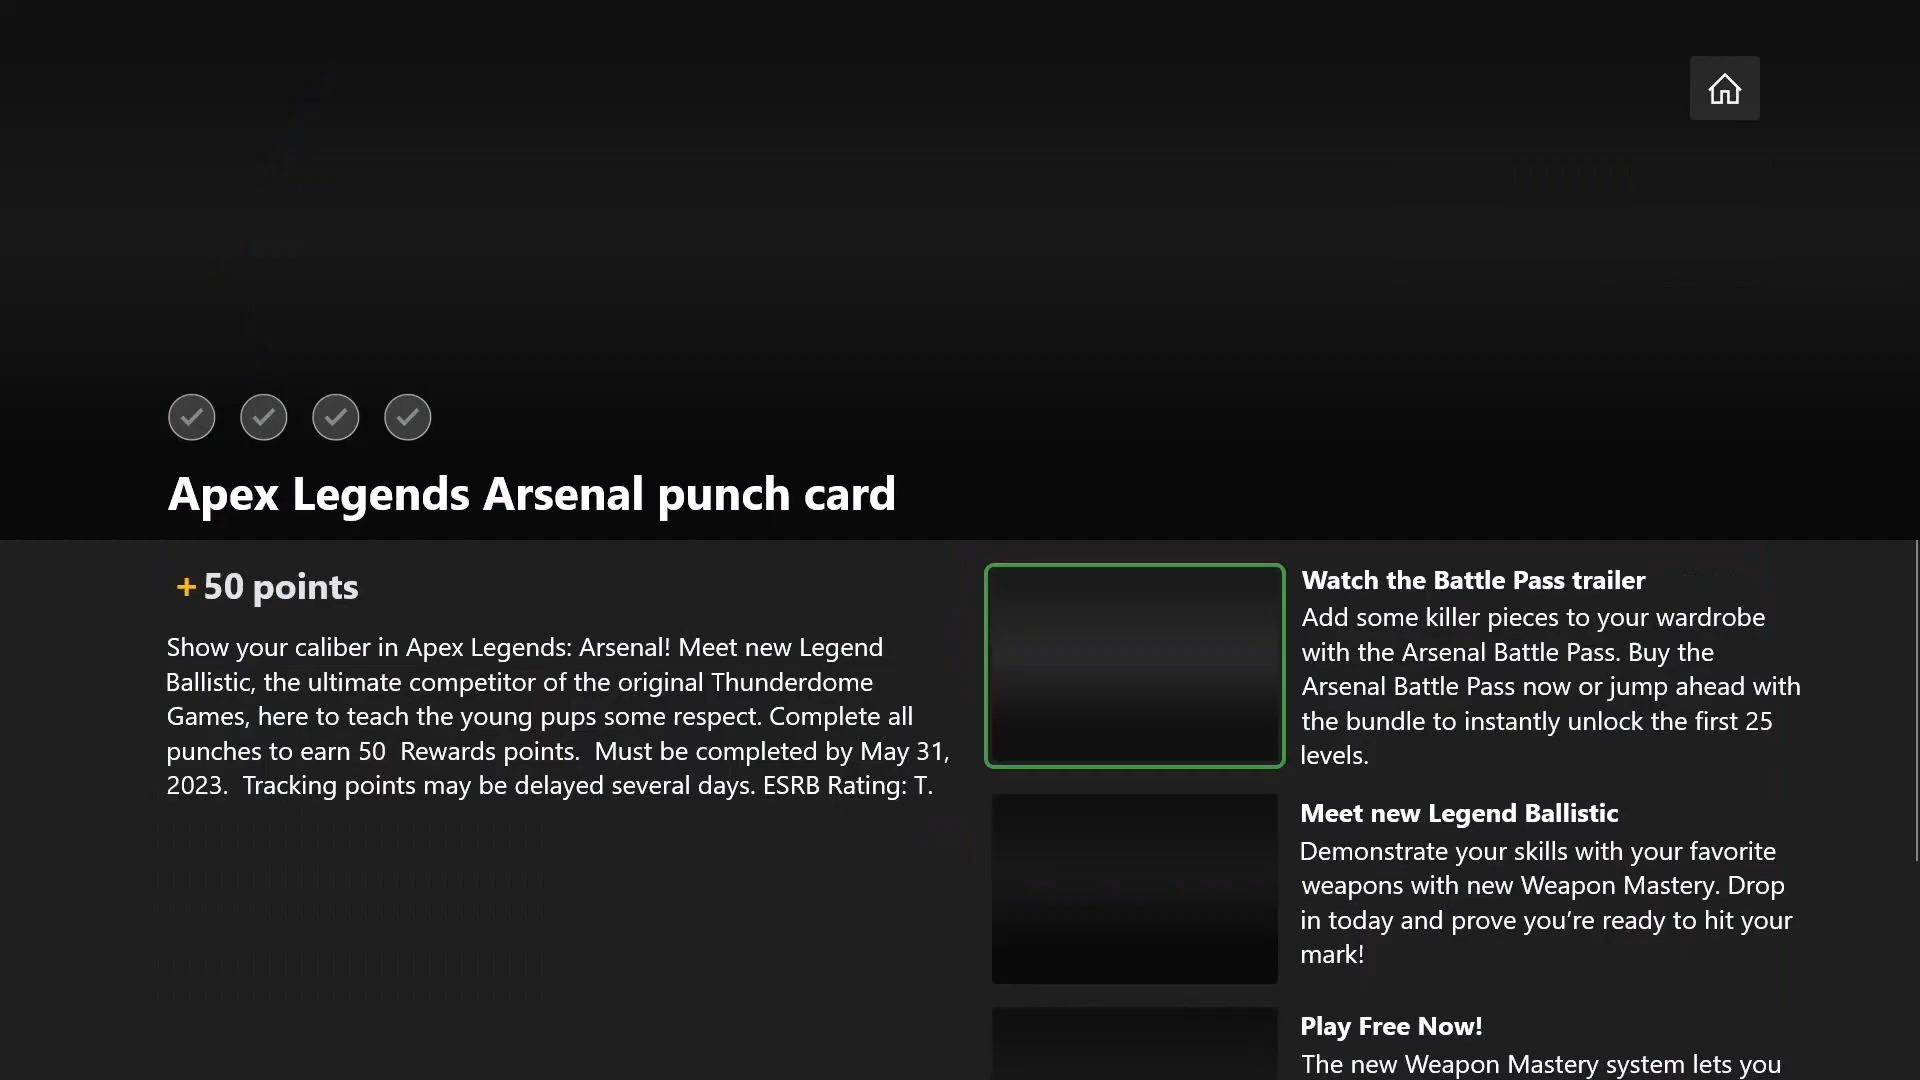 Apex Legends Arsenal punch card
+50 points
Show your caliber in Apex Legends: Arsenal! Meet new Legend
Ballistic, the ultimate competitor of the original Thunderdome
Games, here to teach the young pups some respect. Complete all
punches to earn 50  Rewards points.  Must be completed by May 31,
2023.  Tracking points may be delayed several days. ESRB Rating: T.
Watch the Battle Pass trailer
Add some killer pieces to your wardrobe
with the Arsenal Battle Pass. Buy the
Arsenal Battle Pass now or jump ahead with
the bundle to instantly unlock the first 25
levels.
Meet new Legend Ballistic
Demonstrate your skills with your favorite
weapons with new Weapon Mastery. Drop
in today and prove you’re ready to hit your
mark!
Play Free Now!
The new Weapon Mastery system lets you